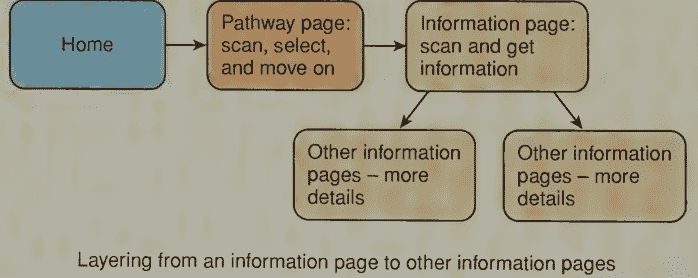 Home
Pathway page:
scan, select,
and move on
Information page:
scan and get
information
Other information
pages – more
details
Other information
pages – more
details
Layering from an information page to other information pages